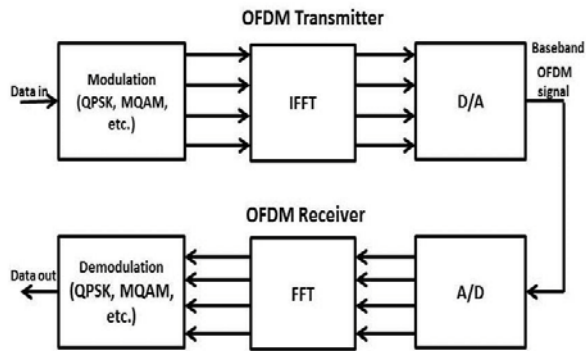 OFDM Transmitter
Data in
Modulation
(QPSK, MQAM,
etc.)
IFFT
D/A
Baseband
OFDM
signal
OFDM Receiver
Data out
Demodulation
(QPSK, MQAM,
etc.)
FFT
A/D